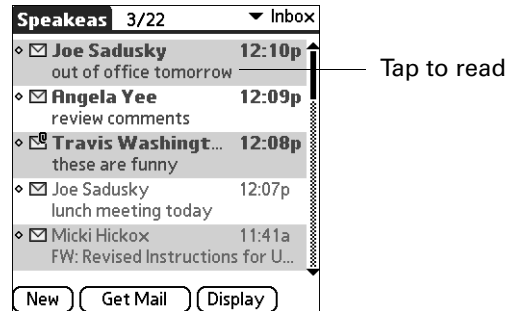 Speakeas 3/22 Inbox
Joe Sadusky 12:10p
out of office tomorrow
Tap to read
Angela Yee 12:09p
review comments
Travis Washingt... 12:08p
these are funny
Joe Sadusky 12:07p
lunch meeting today
Micki Hickox 11:41a
FW: Revised Instructions for U...
New Get Mail Display